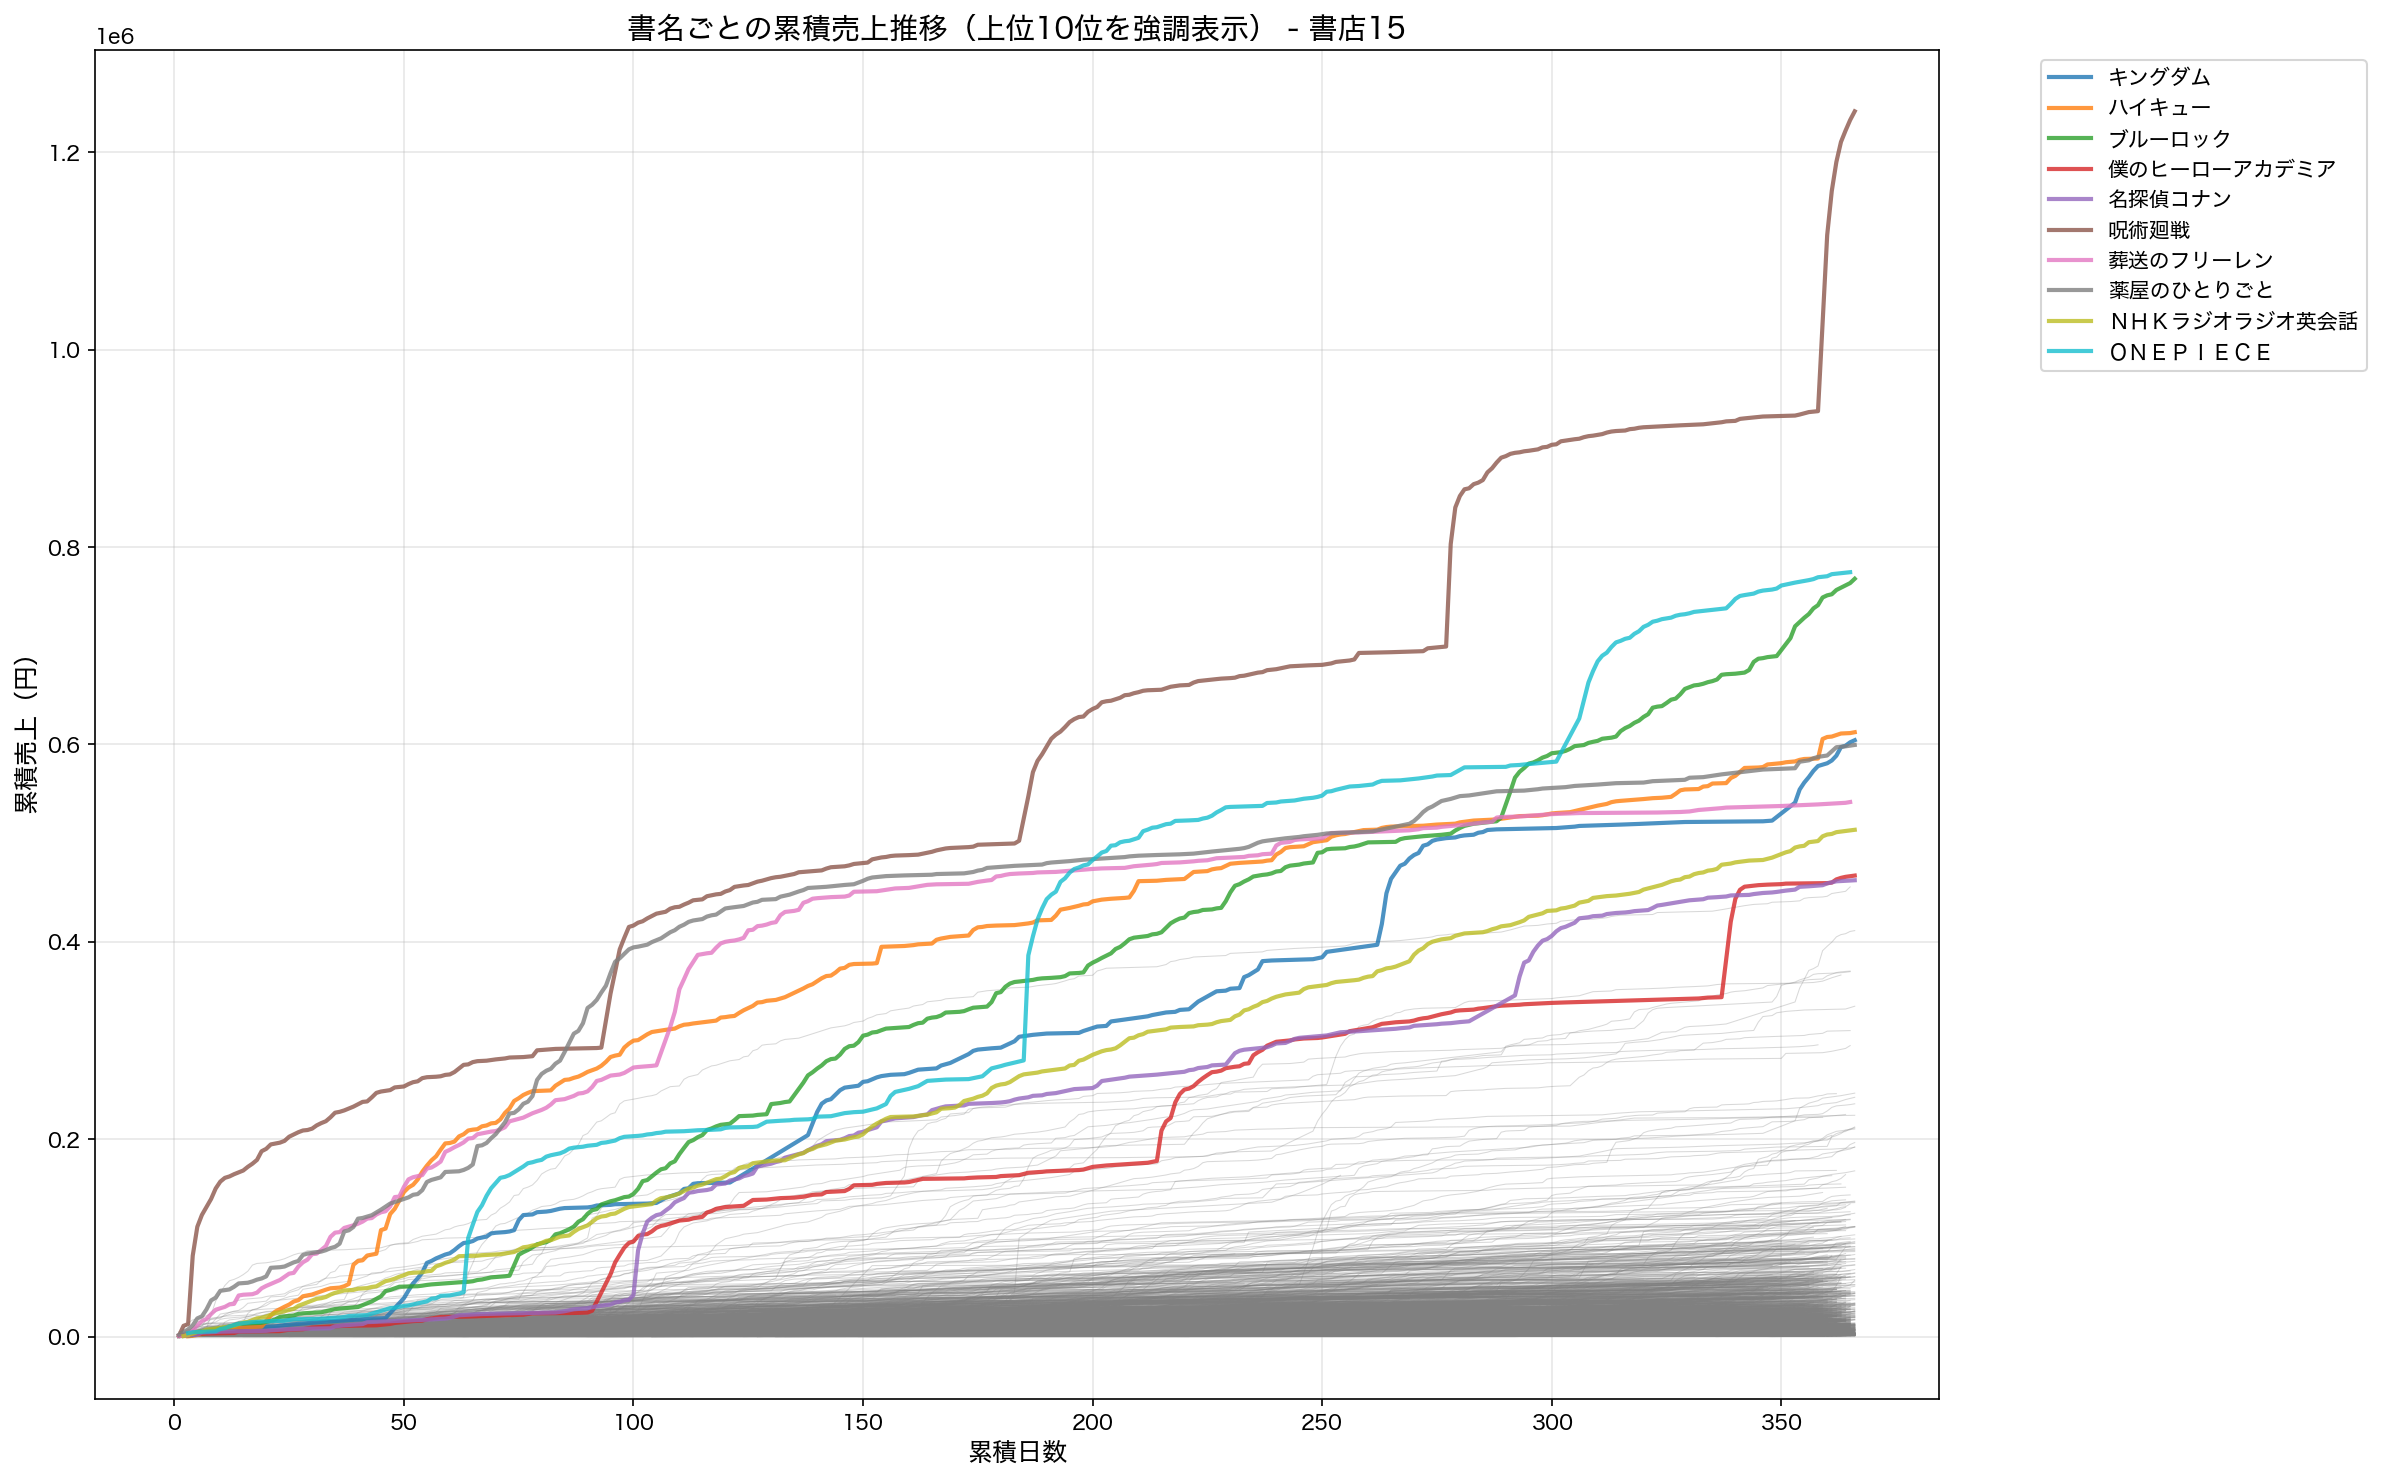 書名ごとの累積売上推移（上位10位を強調表示） - 書店15
1e6
1.2
1.0
0.8
0.6
0.4
0.2
0.0
累積売上（円）
0 50 100 150 200 250 300 350
累積日数
キングダム
ハイキュー
ブルーロック
僕のヒーローアカデミア
名探偵コナン
呪術廻戦
葬送のフリーレン
薬屋のひとりごと
ＮＨＫラジオラジオ英会話
ＯＮＥＰＩＥＣＥ